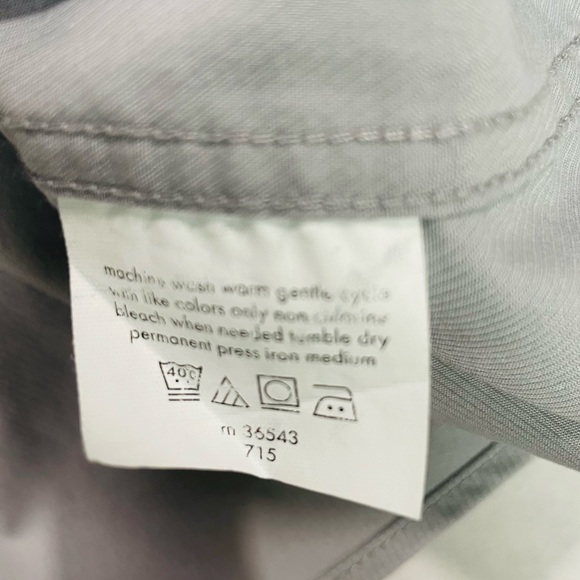 machine wash warm gentle cycle
with like colors only non chlorine
bleach when needed tumble dry
permanent press iron medium
40c
rn 36543
715